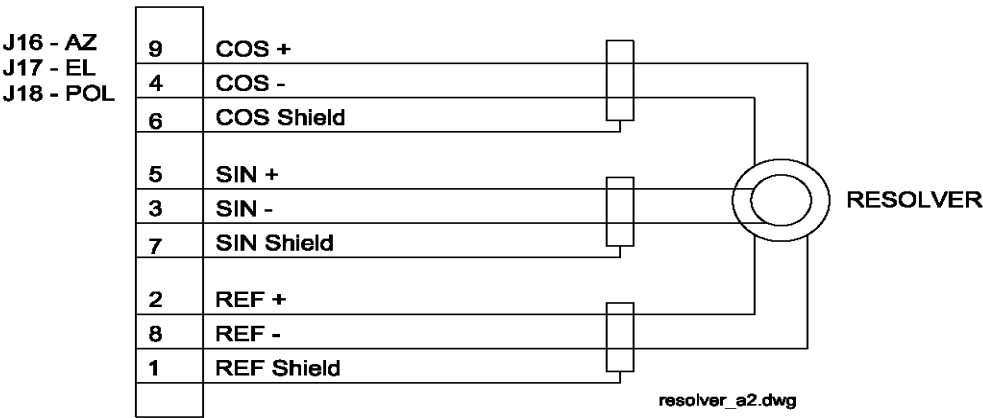 J16 - AZ
J17 - EL
J18 - POL
9 COS +
4 COS -
6 COS Shield
5 SIN +
3 SIN -
7 SIN Shield
2 REF +
8 REF -
1 REF Shield
RESOLVER
resolver_a2.dwg